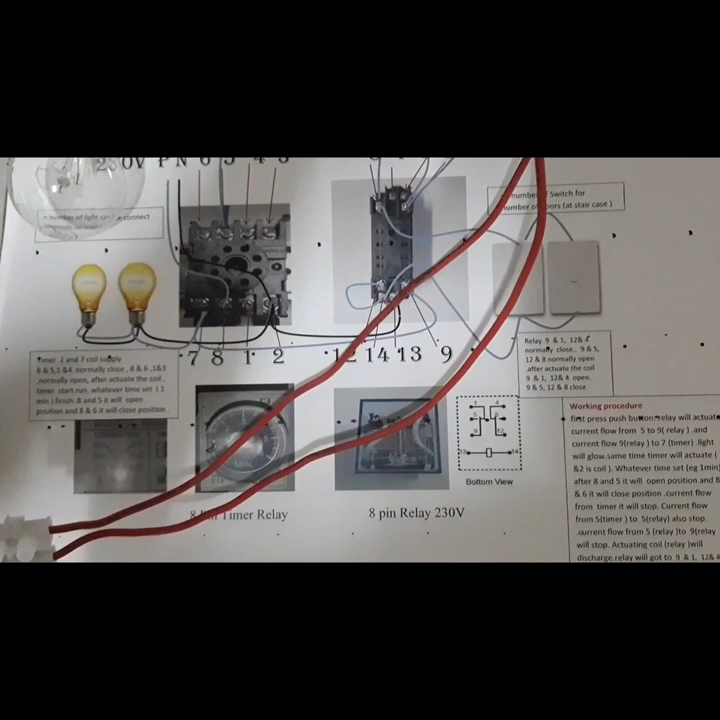 230V P N 6 5 4 3
number of Switch for
number of oors (at stair case )
number of light can connect
7 8 1 2
12 14 13 9
Timer 2 and 7 coil supply
8 & 5,1 &4 normally close , 8 & 6 ,1&3
normally open, after actuate the coil ,
timer start run, whatever time set ( 1
min ) finish .8 and 5 it will open
position and 8 & 6 it will close position
Relay 9 & 1, 12& 4
normally close., 9 & 5,
12 & 8 normally open
.after actuate the coil
9 & 1, 12& 4 open.
9 & 5, 12 & 8 close
MIN.
1 4
9 12
13 14
Bottom View
8 Timer Relay
8 pin Relay 230V
Working procedure
first press push button,relay will actuate
current flow from 5 to 9( relay ) .and
current flow 9(relay ) to 7 (timer) .light
will glow.same time timer will actuate (
&2 is coil ). Whatever time set (eg 1min)
after 8 and 5 it will open position and 8
& 6 it will close position .current flow
from timer it will stop. Current flow
from 5(timer ) to 5(relay) also stop.
.current flow from 5 (relay )to 9(relay
will stop. Actuating coil (relay )will
discharge.relay will got to 9 & 1, 12& 4